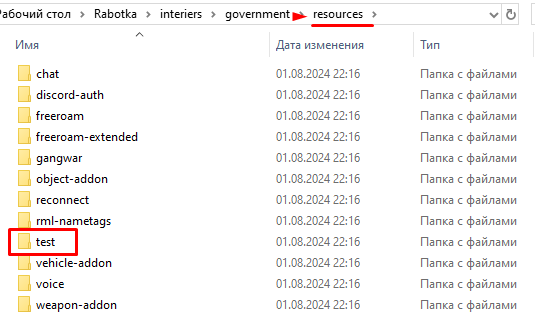 Рабочий стол › Rabotka › interiers › government › resources ›
Имя Дата изменения Тип
chat 01.08.2024 22:16 Папка с файлами
discord-auth 01.08.2024 22:16 Папка с файлами
freeroam 01.08.2024 22:16 Папка с файлами
freeroam-extended 01.08.2024 22:16 Папка с файлами
gangwar 01.08.2024 22:16 Папка с файлами
object-addon 01.08.2024 22:16 Папка с файлами
reconnect 01.08.2024 22:16 Папка с файлами
rml-nametags 01.08.2024 22:16 Папка с файлами
test 01.08.2024 22:16 Папка с файлами
vehicle-addon 01.08.2024 22:16 Папка с файлами
voice 01.08.2024 22:16 Папка с файлами
weapon-addon 01.08.2024 22:16 Папка с файлами